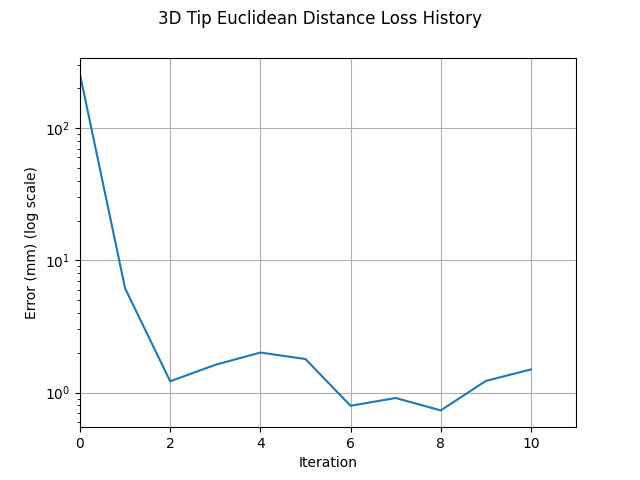 3D Tip Euclidean Distance Loss History
Error (mm) (log scale)
10²
10¹
10⁰
0 2 4 6 8 10
Iteration